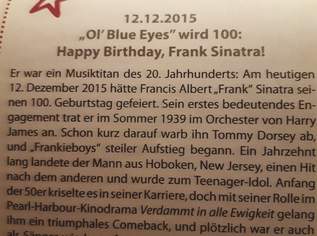 12.12.2015
„Ol’ Blue Eyes” wird 100:
Happy Birthday, Frank Sinatra!
Er war ein Musiktitan des 20. Jahrhunderts: Am heutigen
12. Dezember 2015 hätte Francis Albert „Frank” Sinatra sei-
nen 100. Geburtstag gefeiert. Sein erstes bedeutendes En-
gagement trat er im Sommer 1939 im Orchester von Harry
James an. Schon kurz darauf warb ihn Tommy Dorsey ab,
und „Frankieboys” steiler Aufstieg begann. Ein Jahrzehnt
lang landete der Mann aus Hoboken, New Jersey, einen Hit
nach dem anderen und wurde zum Teenager-Idol. Anfang
der 50er kriselte es in seiner Karriere, doch mit seiner Rolle im
Pearl-Harbour-Kinodrama Verdammt in alle Ewigkeit gelang
ihm ein triumphales Comeback, und plötzlich war er auch
als